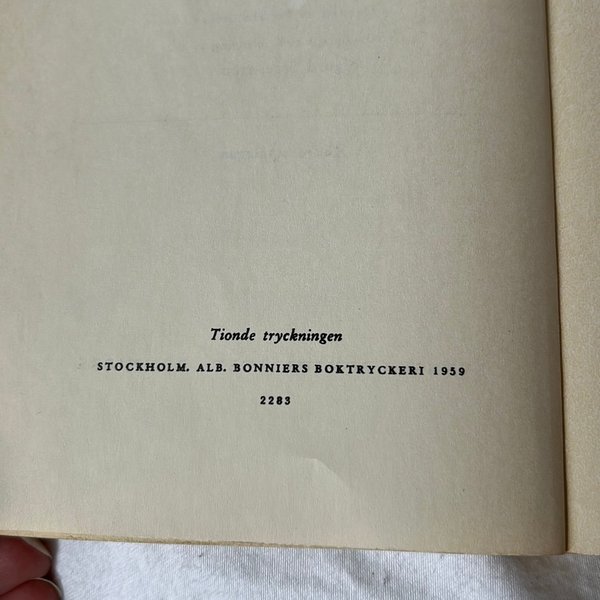 Tionde tryckningen
STOCKHOLM. ALB. BONNIERS BOKTRYCKERI 1959
2283